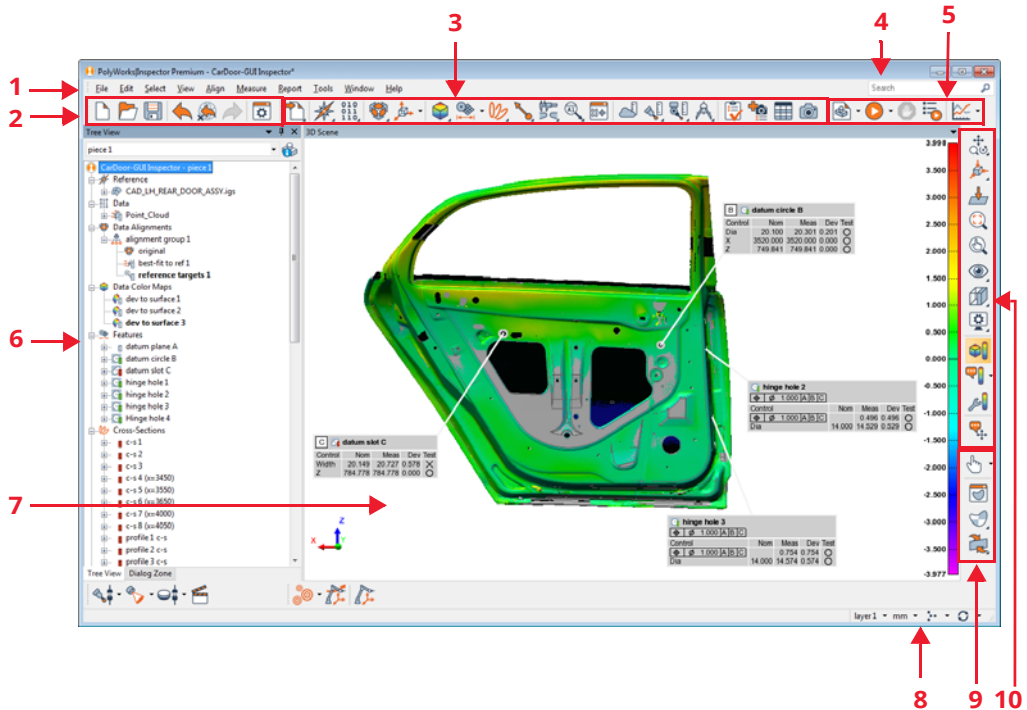 3
4
5
PolyWorks|Inspector Premium - CarDoor-GUI Inspector*
1
File Edit Select View Align Measure Report Tools Window Help
Search
2
Tree View
3D Scene
piece 1
CarDoor-GUI Inspector - piece 1
Reference
CAD_LH_REAR_DOOR_ASSY.igs
Data
Point_Cloud
Data Alignments
alignment group 1
original
best-fit to ref 1
reference targets 1
Data Color Maps
dev to surface 1
dev to surface 2
dev to surface 3
6
Features
datum plane A
datum circle B
datum slot C
hinge hole 1
hinge hole 2
hinge hole 3
Hinge hole 4
Cross-Sections
c-s 1
c-s 2
c-s 3
c-s 4 (x=3450)
c-s 5 (x=3550)
c-s 6 (x=3650)
c-s 7 (x=4000)
c-s 8 (x=4050)
profile 1 c-s
profile 2 c-s
profile 3 c-s
Tree View Dialog Zone
7
B datum circle B
Control Nom Meas Dev Test
Dia 20.100 20.301 0.201
X 3520.000 3520.000 0.000
Z 749.841 749.841 0.000
hinge hole 2
⌖ Ø 1.000 A B C
Control Nom Meas Dev Test
⌖ Ø 1.000 A B C 0.496 0.496
Dia 14.000 14.529 0.529
C datum slot C
Control Nom Meas Dev Test
Width 20.149 20.727 0.578
Z 784.778 784.778 0.000
hinge hole 3
⌖ Ø 1.000 A B C
Control Nom Meas Dev Test
⌖ Ø 1.000 A B C 0.754 0.754
Dia 14.000 14.574 0.574
Z
X
Y
3.998
3.500
3.000
2.500
2.000
1.500
1.000
0.500
0.000
-0.500
-1.000
-1.500
-2.000
-2.500
-3.000
-3.500
-3.977
layer 1 mm
8
9
10